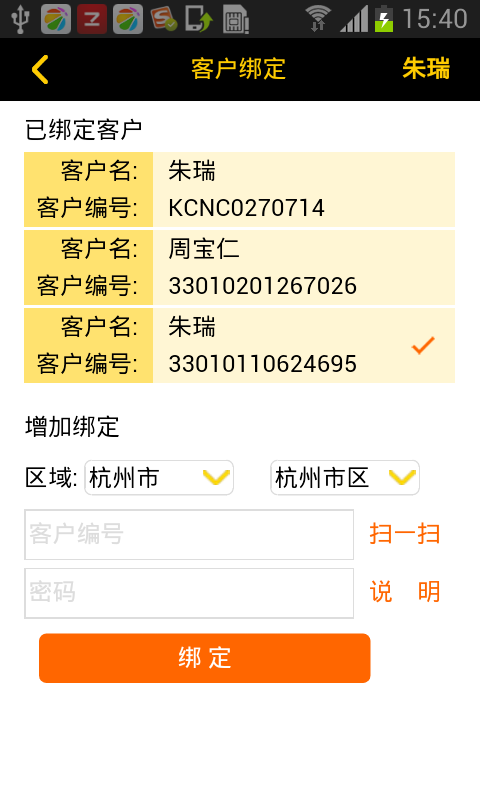 15:40
客户绑定 朱瑞
已绑定客户
客户名: 朱瑞
客户编号: KCNC0270714
客户名: 周宝仁
客户编号: 33010201267026
客户名: 朱瑞
客户编号: 33010110624695
增加绑定
区域: 杭州市 杭州市区
客户编号 扫一扫
密码 说 明
绑 定